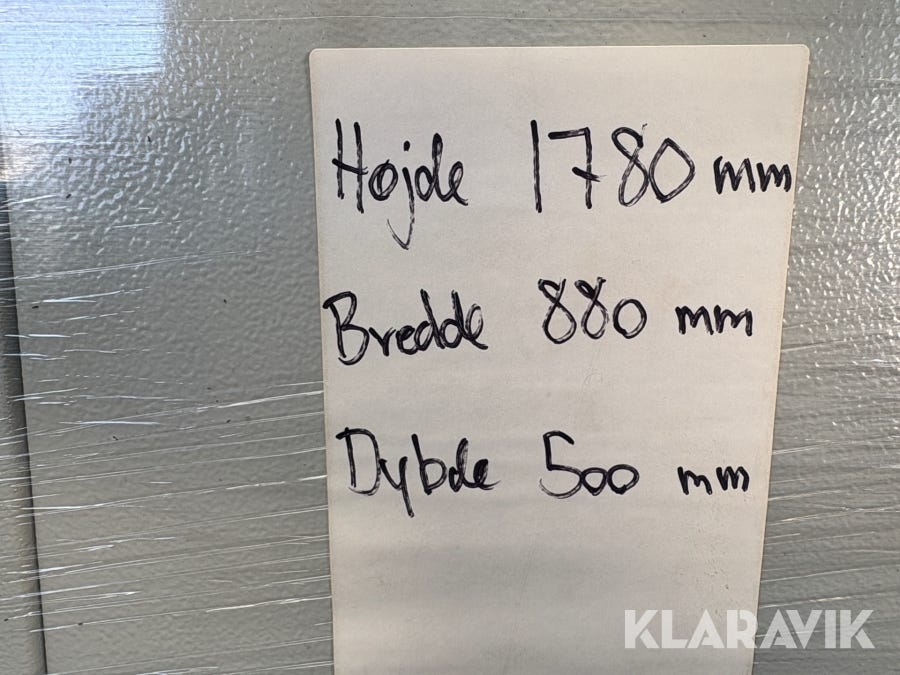 Højde 1780 mm
Bredde 880 mm
Dybde 500 mm
KLARAVIK